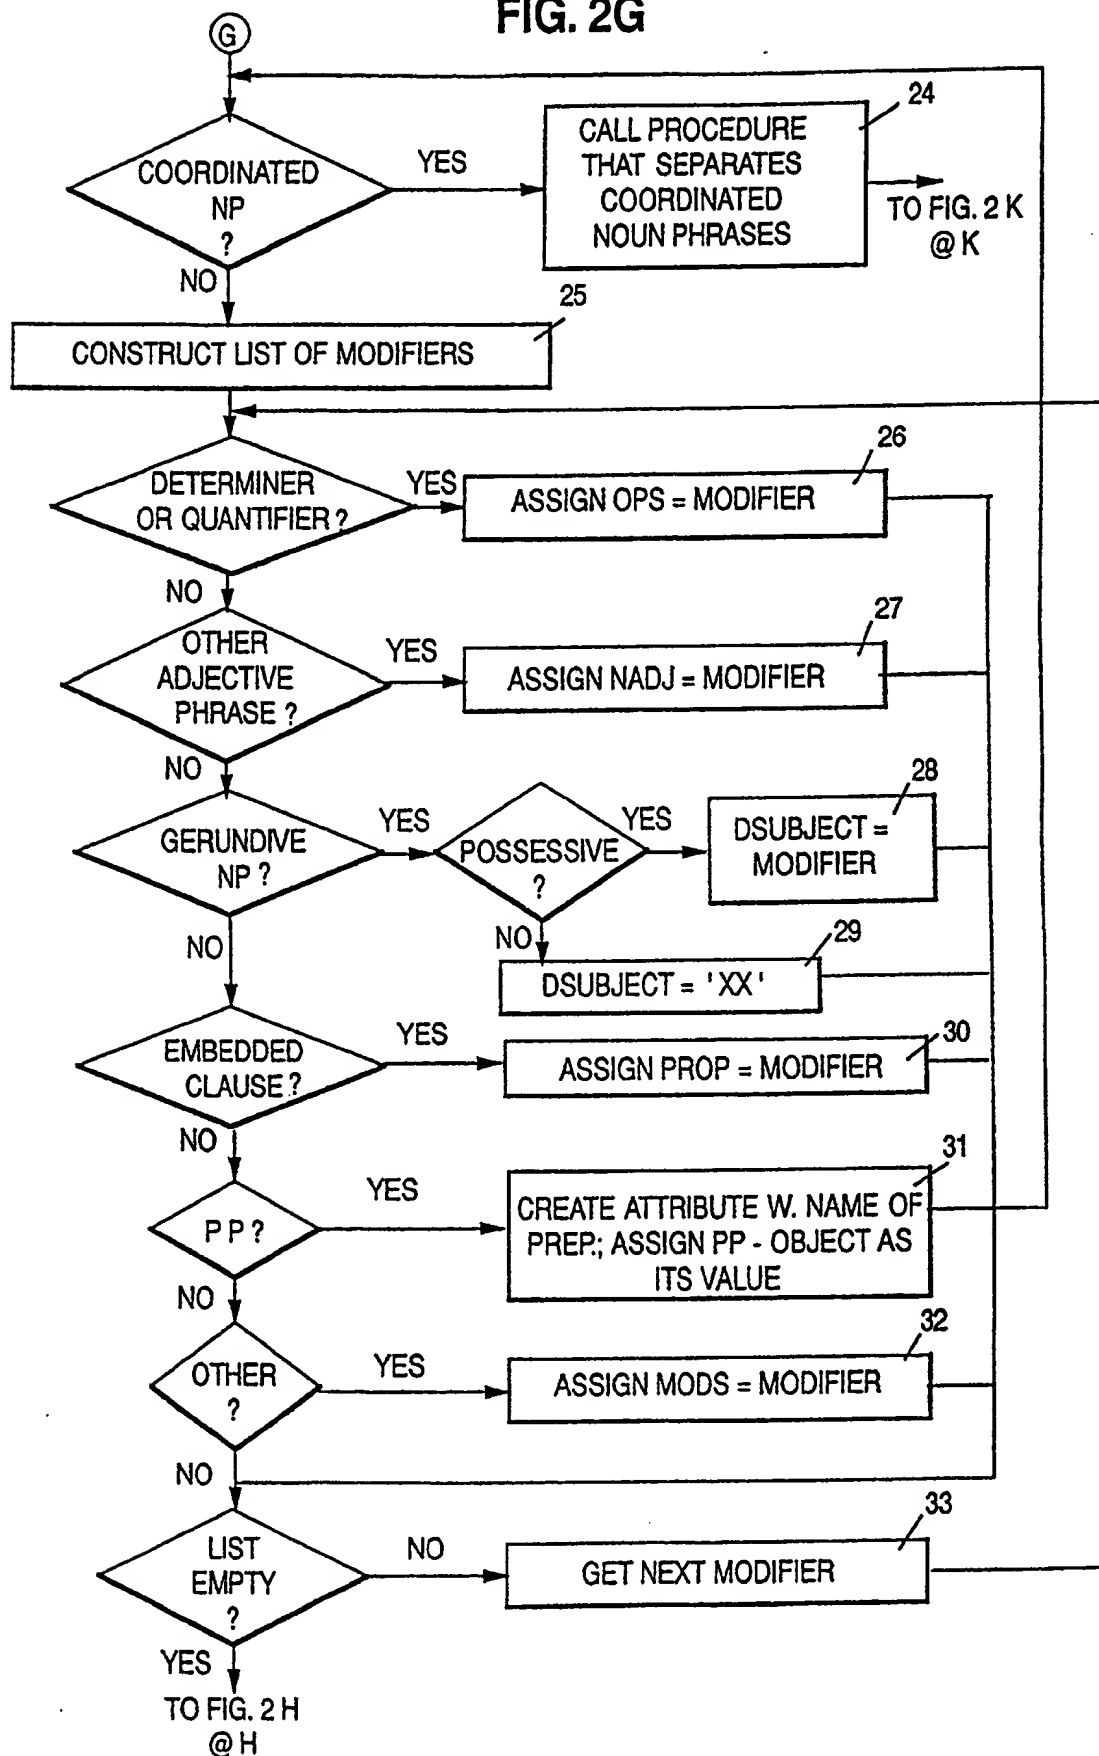 FIG. 2G
G
COORDINATED
NP
?
YES
24
CALL PROCEDURE
THAT SEPARATES
COORDINATED
NOUN PHRASES
TO FIG. 2 K
@ K
NO
25
CONSTRUCT LIST OF MODIFIERS
DETERMINER
OR QUANTIFIER ?
YES
26
ASSIGN OPS = MODIFIER
NO
OTHER
ADJECTIVE
PHRASE ?
YES
27
ASSIGN NADJ = MODIFIER
NO
GERUNDIVE
NP ?
YES
POSSESSIVE
?
YES
28
DSUBJECT =
MODIFIER
NO
29
DSUBJECT = 'XX'
NO
EMBEDDED
CLAUSE ?
YES
30
ASSIGN PROP = MODIFIER
NO
P P ?
YES
31
CREATE ATTRIBUTE W. NAME OF
PREP.; ASSIGN PP - OBJECT AS
ITS VALUE
NO
OTHER
?
YES
32
ASSIGN MODS = MODIFIER
NO
LIST
EMPTY
?
NO
33
GET NEXT MODIFIER
YES
TO FIG. 2 H
@ H